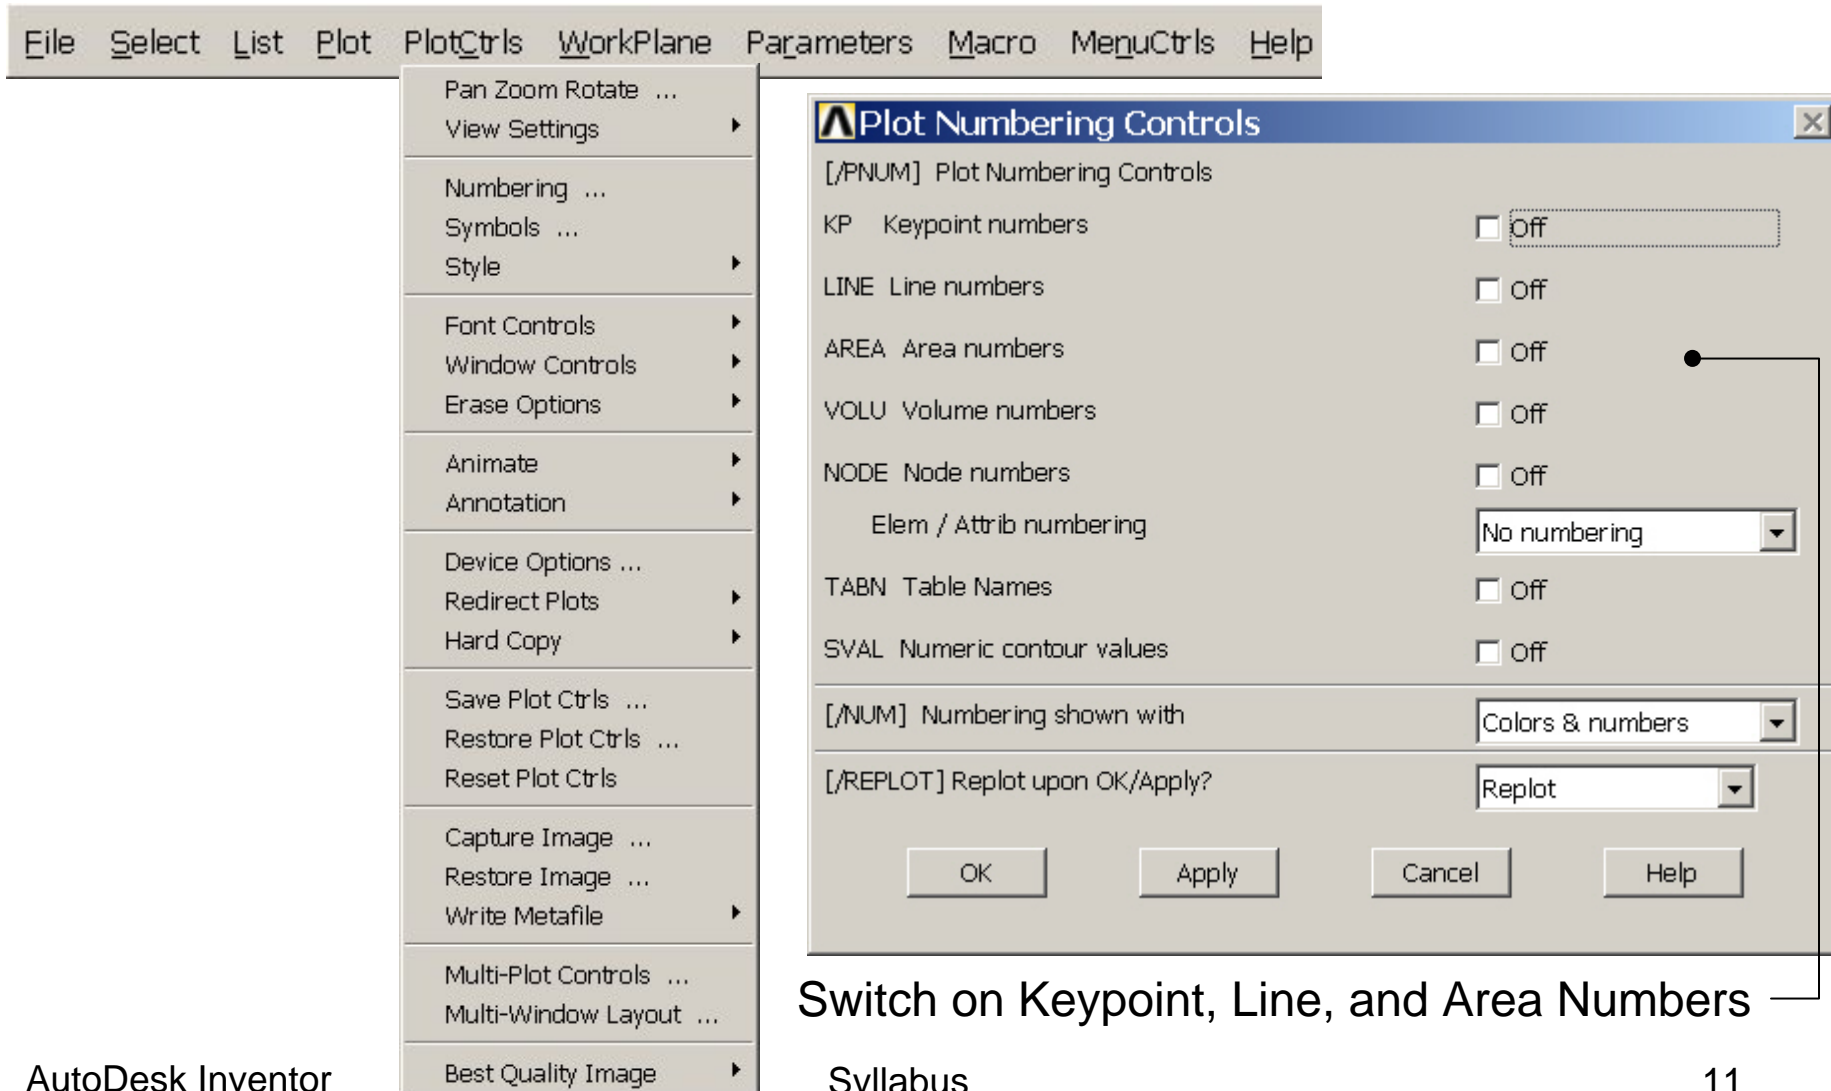 File Select List Plot PlotCtrls WorkPlane Parameters Macro MenuCtrls Help
Pan Zoom Rotate ...
View Settings
Numbering ...
Symbols ...
Style
Font Controls
Window Controls
Erase Options
Animate
Annotation
Device Options ...
Redirect Plots
Hard Copy
Save Plot Ctrls ...
Restore Plot Ctrls ...
Reset Plot Ctrls
Capture Image ...
Restore Image ...
Write Metafile
Multi-Plot Controls ...
Multi-Window Layout ...
Best Quality Image
Plot Numbering Controls
[/PNUM] Plot Numbering Controls
KP Keypoint numbers Off
LINE Line numbers Off
AREA Area numbers Off
VOLU Volume numbers Off
NODE Node numbers Off
Elem / Attrib numbering No numbering
TABN Table Names Off
SVAL Numeric contour values Off
[/NUM] Numbering shown with Colors & numbers
[/REPLOT] Replot upon OK/Apply? Replot
OK Apply Cancel Help
Switch on Keypoint, Line, and Area Numbers
AutoDesk Inventor Syllabus 11